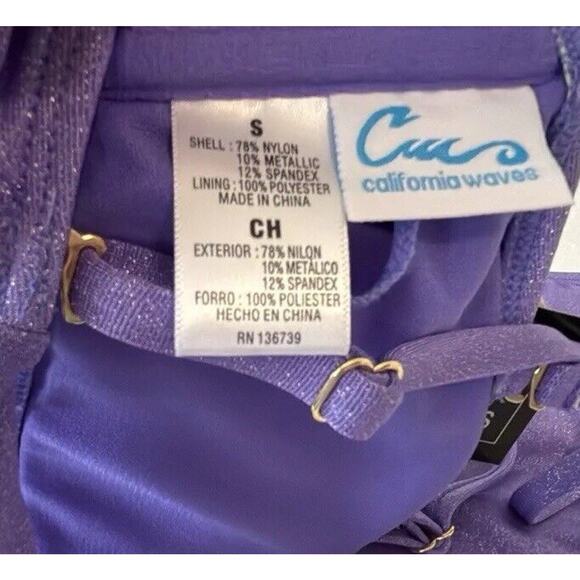 S
SHELL : 78% NYLON
10% METALLIC
12% SPANDEX
LINING : 100% POLYESTER
MADE IN CHINA
CH
EXTERIOR : 78% NILON
10% METÁLICO
12% SPANDEX
FORRO : 100% POLIESTER
HECHO EN CHINA
RN 136739
california waves
S